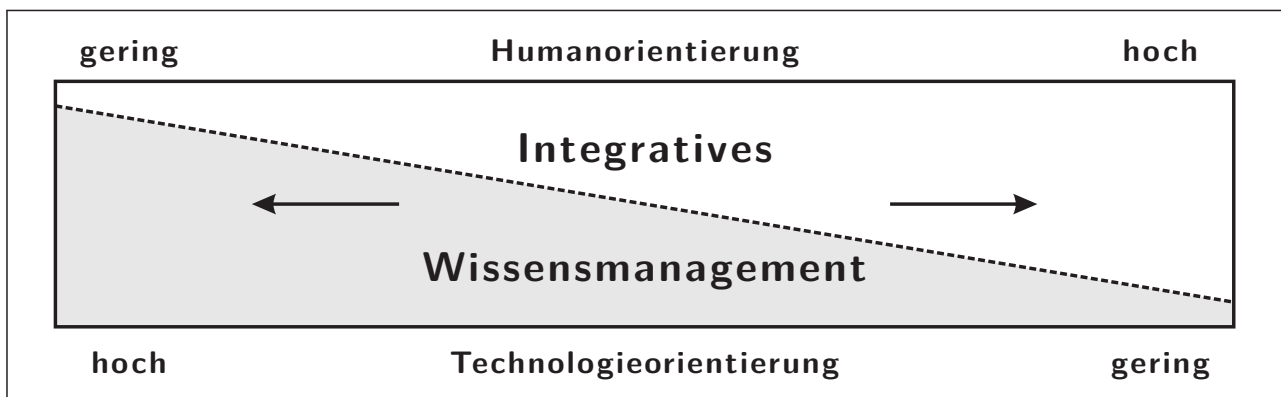 gering Humanorientierung hoch
Integratives
Wissensmanagement
hoch Technologieorientierung gering